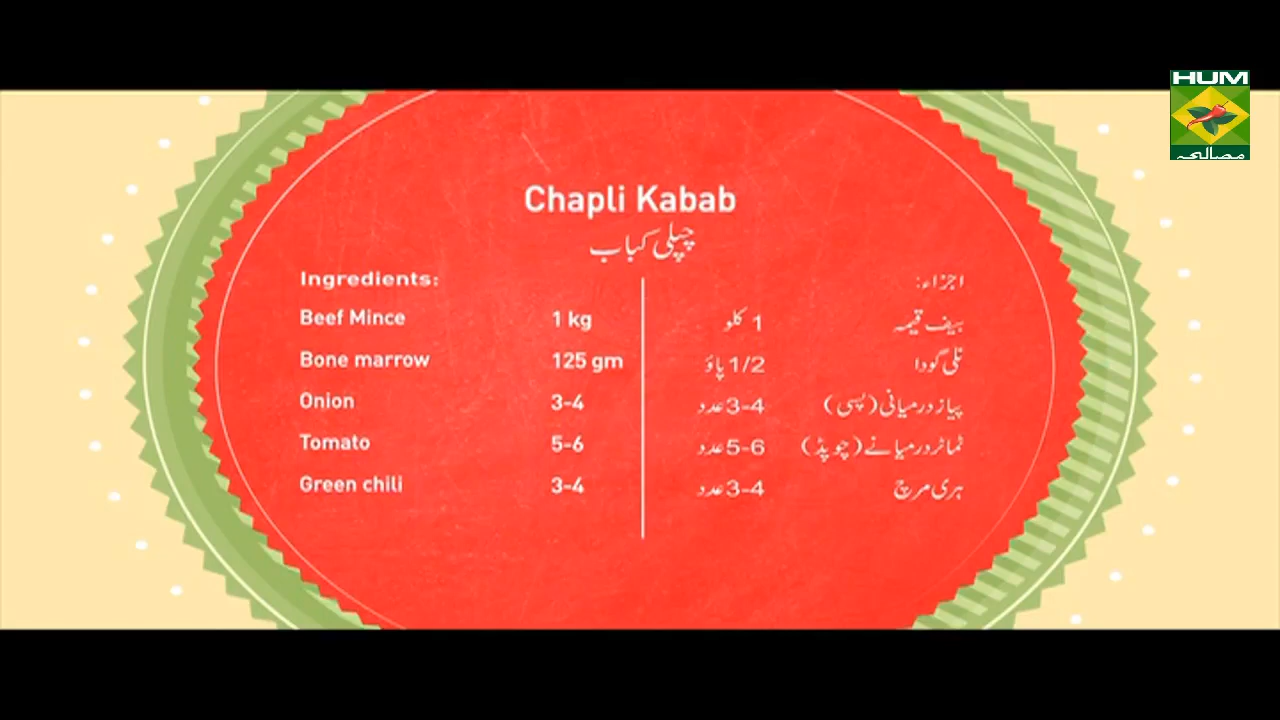 HUM
مصالحہ
Chapli Kabab
چپلی کباب
Ingredients:
Beef Mince 1 kg
Bone marrow 125 gm
Onion 3-4
Tomato 5-6
Green chili 3-4
اجزاء:
بیف قیمہ 1 کلو
نلی گودا 1/2 پاؤ
پیاز درمیانی (پسی) 3-4 عدد
ٹماٹر درمیانے (چوپڈ) 5-6 عدد
ہری مرچ 3-4 عدد